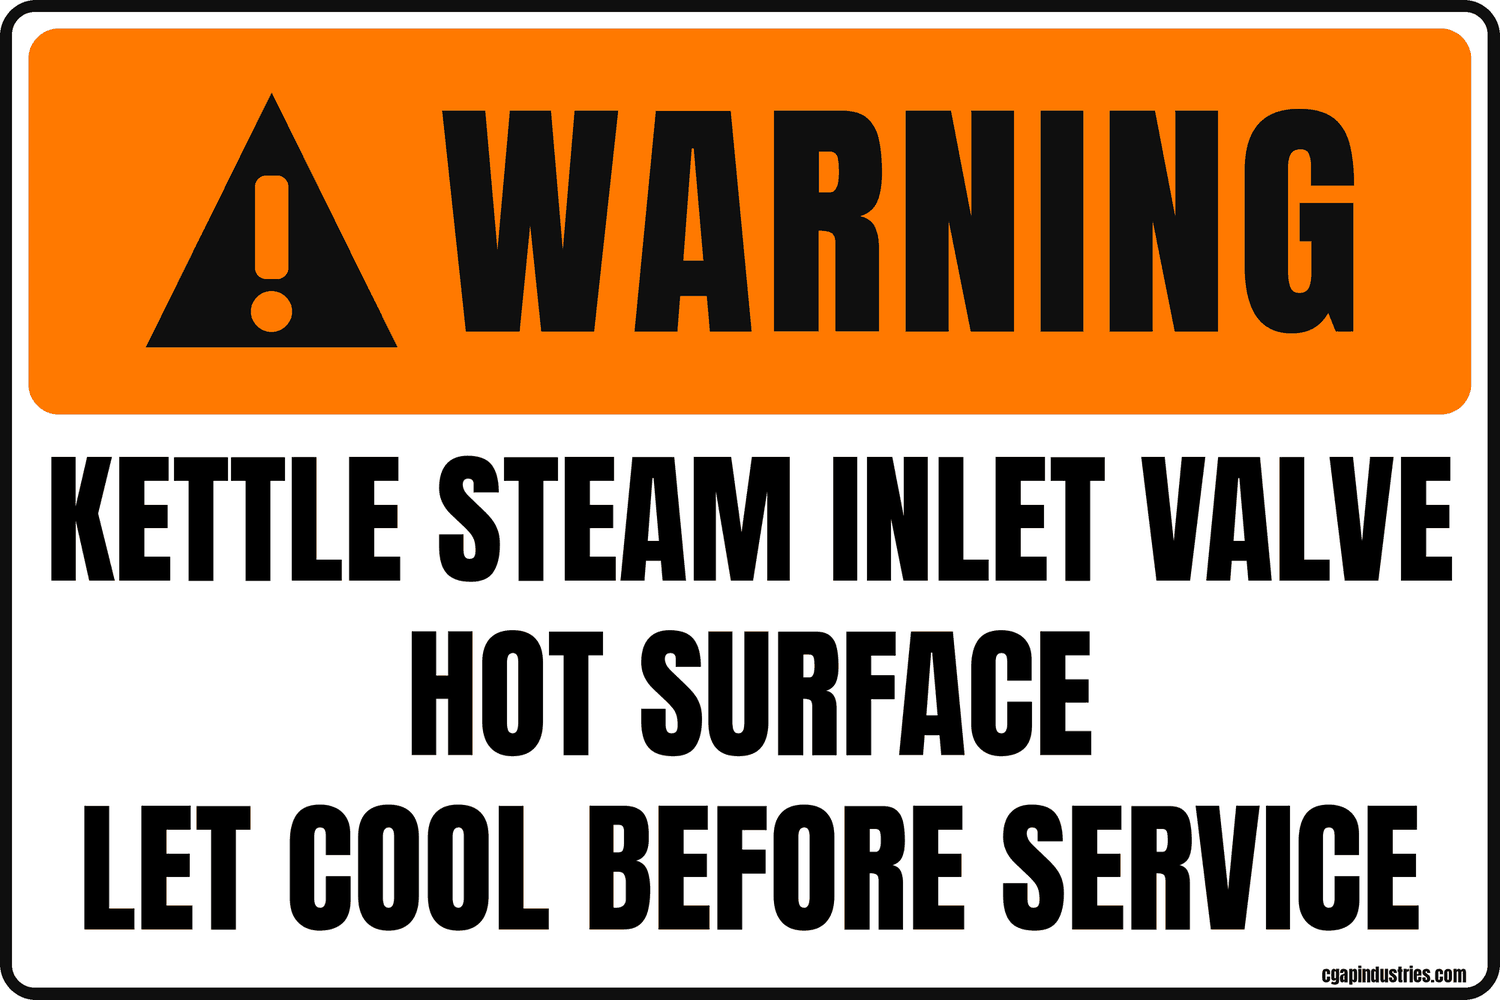 WARNING
KETTLE STEAM INLET VALVE
HOT SURFACE
LET COOL BEFORE SERVICE
cgapindustries.com